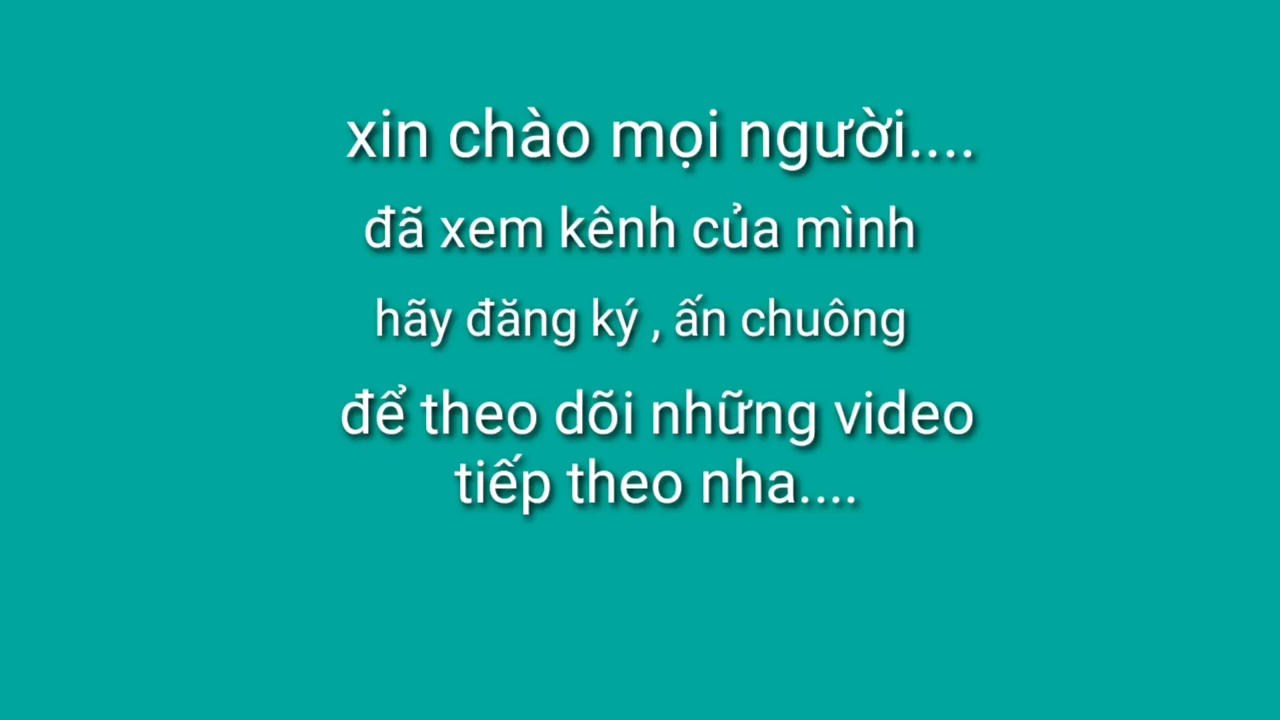 xin chào mọi người....
đã xem kênh của mình
hãy đăng ký , ấn chuông
để theo dõi những video
tiếp theo nha....